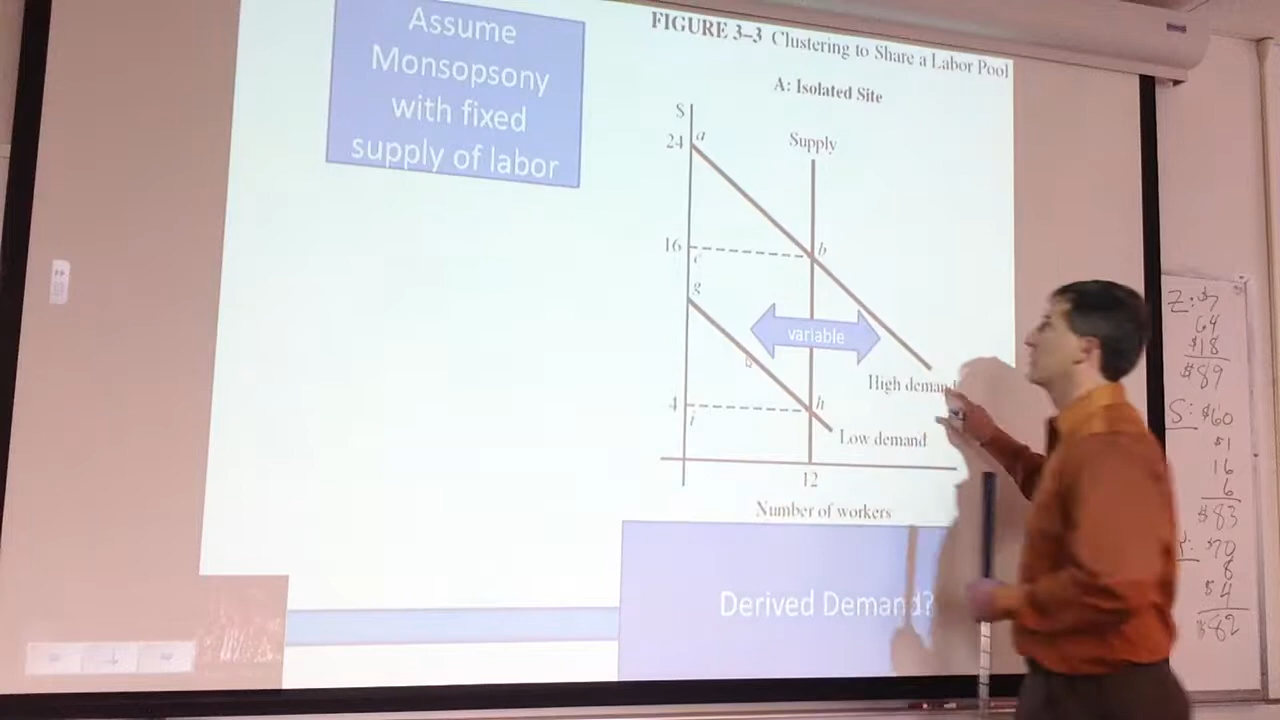 Assume
Monsopsony
with fixed
supply of labor
FIGURE 3–3 Clustering to Share a Labor Pool
A: Isolated Site
$
24
a
Supply
16
b
c
g
variable
High demand
4
h
i
Low demand
12
Number of workers
Derived Demand?
Z: $7
64
$18
$89
S: $60
$1
16
6
$83
$70
8
$4
$82